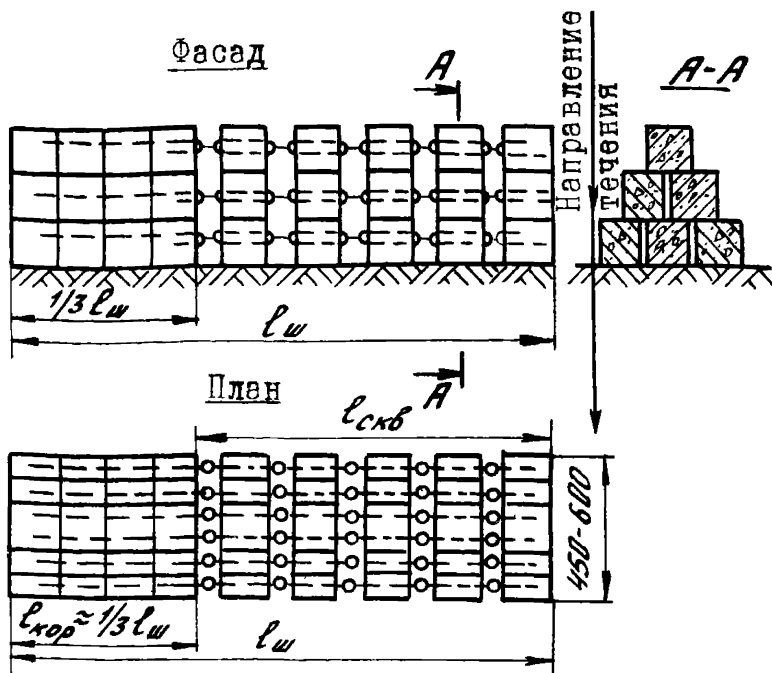 Фасад
А
Направление
течения
А-А
1/3 lш
lш
План
А
lскв
450-600
lкор≈1/3 lш
lш